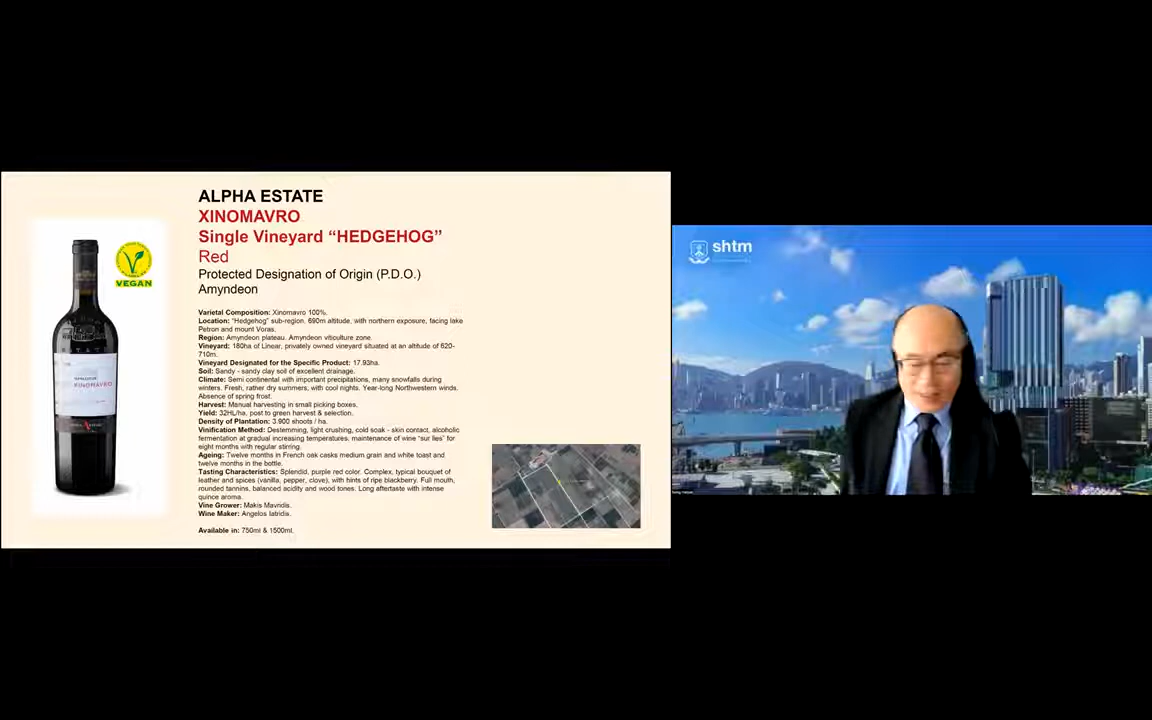 ALPHA ESTATE
XINOMAVRO
Single Vineyard “HEDGEHOG”
Red
Protected Designation of Origin (P.D.O.)
Amyndeon
VEGAN
Varietal Composition: Xinomavro 100%.
Location: “Hedgehog” sub-region, 690m altitude, with northern exposure, facing lake
Petron and mount Voras.
Region: Amyndeon plateau. Amyndeon viticulture zone.
Vineyard: 180ha of Linear, privately owned vineyard situated at an altitude of 620-
710m.
Vineyard Designated for the Specific Product: 17.93ha.
Soil: Sandy - sandy clay soil of excellent drainage.
Climate: Semi continental with important precipitations, many snowfalls during
winters. Fresh, rather dry summers, with cool nights. Year-long Northwestern winds.
Absence of spring frost.
Harvest: Manual harvesting in small picking boxes.
Yield: 32HL/ha, post to green harvest & selection.
Density of Plantation: 3.900 shoots / ha.
Vinification Method: Destemming, light crushing, cold soak - skin contact, alcoholic
fermentation at gradual increasing temperatures, maintenance of wine “sur lies” for
eight months with regular stirring.
Ageing: Twelve months in French oak casks medium grain and white toast and
twelve months in the bottle.
Tasting Characteristics: Splendid, purple red color. Complex, typical bouquet of
leather and spices (vanilla, pepper, clove), with hints of ripe blackberry. Full mouth,
rounded tannins, balanced acidity and wood tones. Long aftertaste with intense
quince aroma.
Vine Grower: Makis Mavridis.
Wine Maker: Angelos Iatridis.
Available in: 750ml & 1500ml.
XINOMAVRO
shtm